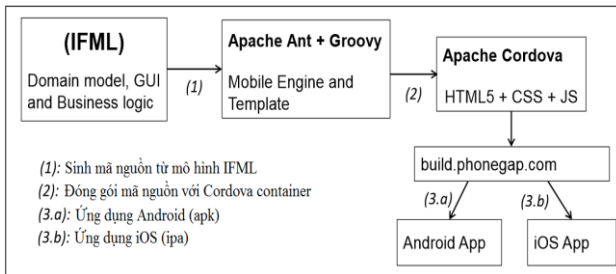 (IFML)
Domain model, GUI
and Business logic
(1)
Apache Ant + Groovy
Mobile Engine and
Template
(2)
Apache Cordova
HTML5 + CSS + JS
build.phonegap.com
(3.a)
(3.b)
Android App
iOS App
(1): Sinh mã nguồn từ mô hình IFML
(2): Đóng gói mã nguồn với Cordova container
(3.a): Ứng dụng Android (apk)
(3.b): Ứng dụng iOS (ipa)